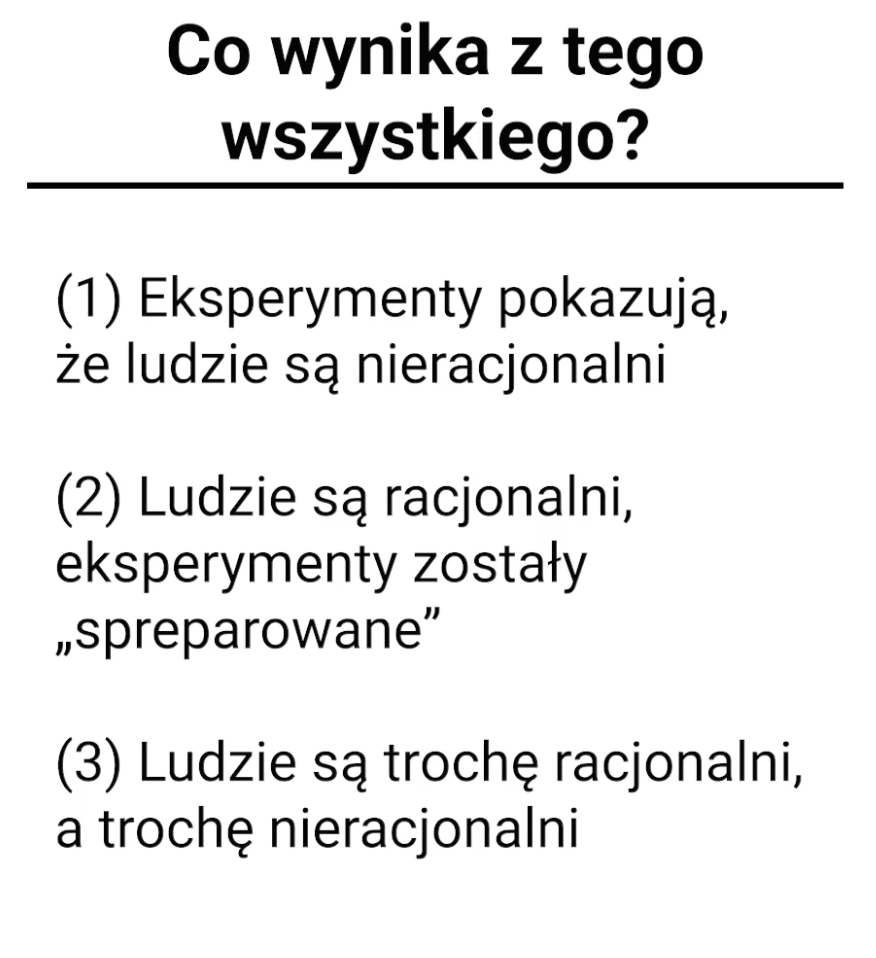 Co wynika z tego
wszystkiego?
(1) Eksperymenty pokazują,
że ludzie są nieracjonalni
(2) Ludzie są racjonalni,
eksperymenty zostały
„spreparowane”
(3) Ludzie są trochę racjonalni,
a trochę nieracjonalni